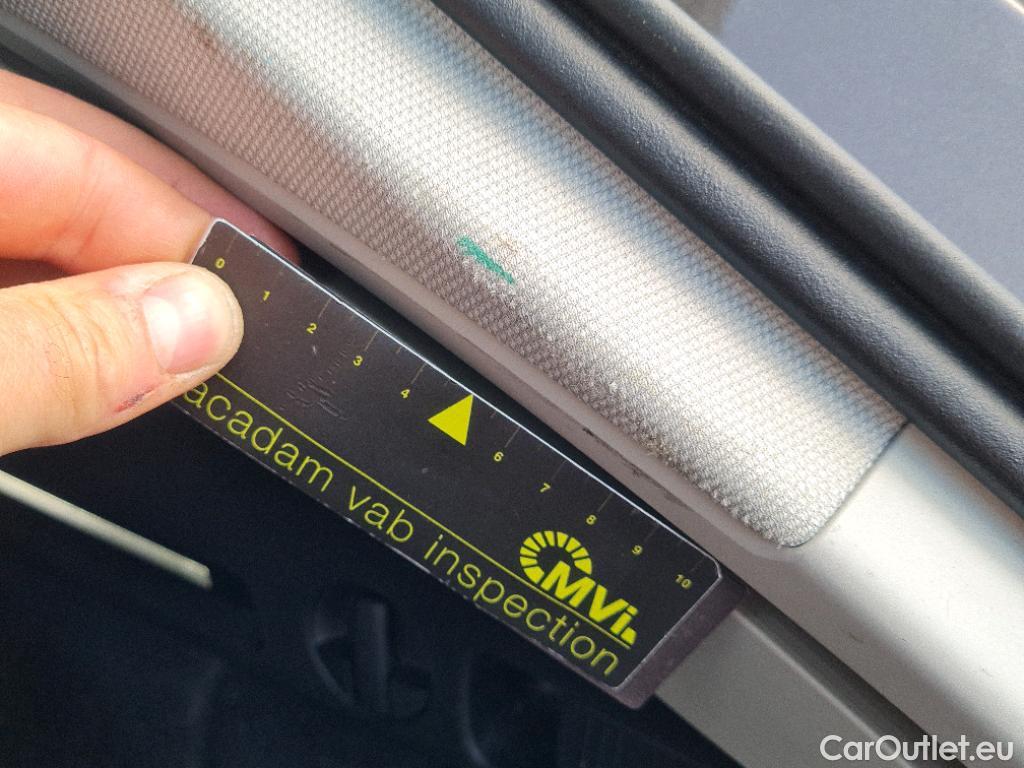 0 1 2 3 4 6 7 8 9 10
MVi.
acadam vab inspection
CarOutlet.eu